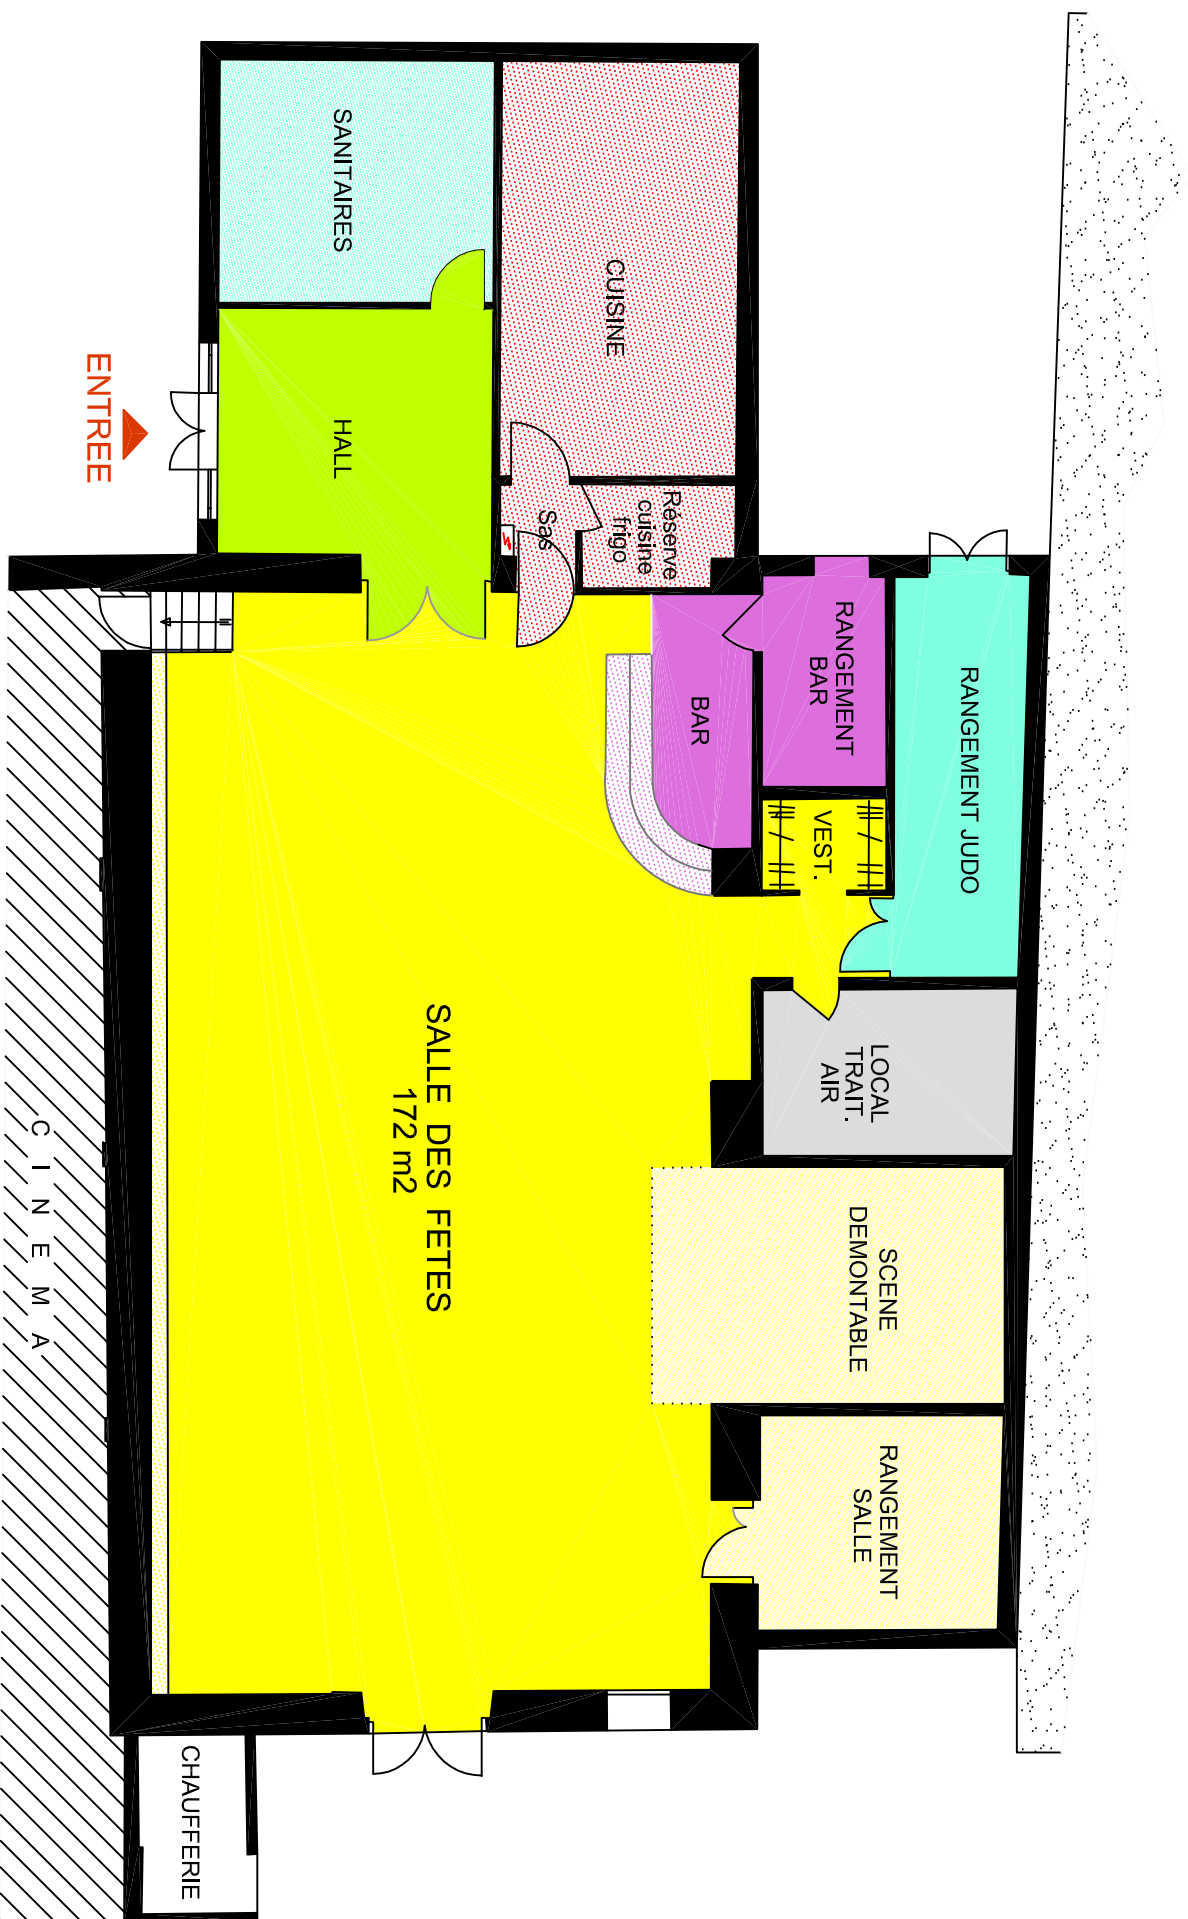 SANITAIRES
CUISINE
HALL
ENTREE
Sas
Réserve
cuisine
frigo
BAR
RANGEMENT
BAR
RANGEMENT JUDO
VEST.
LOCAL
TRAIT.
AIR
SALLE DES FETES
172 m2
SCENE
DEMONTABLE
RANGEMENT
SALLE
CINEMA
CHAUFFERIE